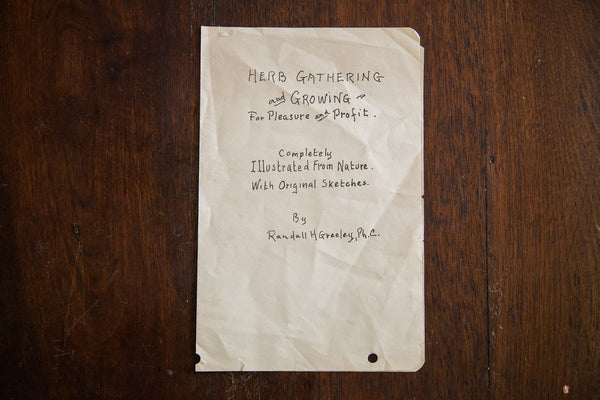 HERB GATHERING
and GROWING
For Pleasure and Profit.
Completely
Illustrated From Nature.
With Original Sketches.
By
Randall H Greeley, Ph.C.